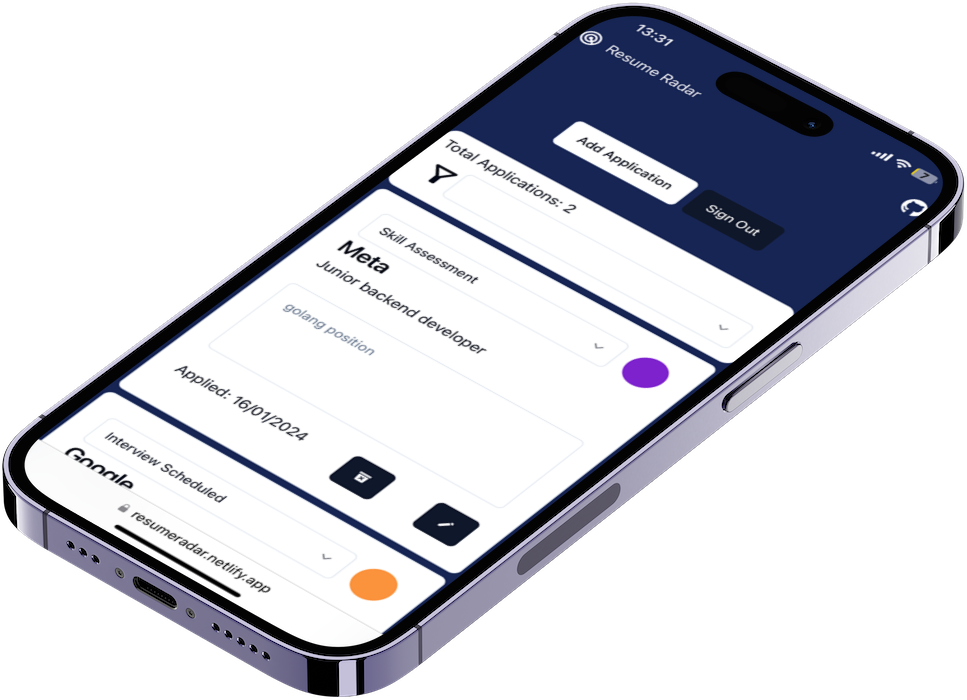 13:31
7
Resume Radar
Add Application
Sign Out
Total Applications: 2
Skill Assessment
Meta
Junior backend developer
golang position
Applied: 16/01/2024
Interview Scheduled
Google
resumeradar.netlify.app